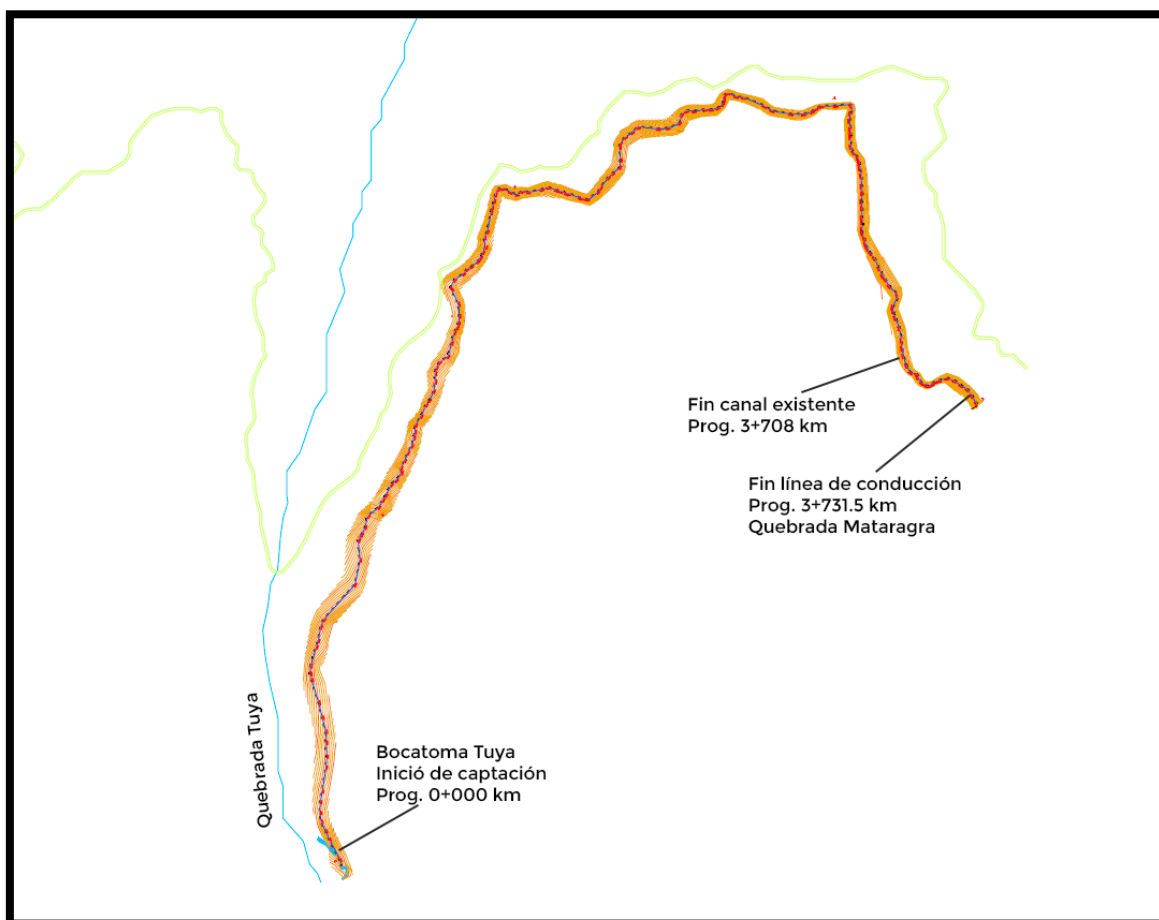 Fin canal existente
Prog. 3+708 km
Fin línea de conducción
Prog. 3+731.5 km
Quebrada Mataragra
Quebrada Tuya
Bocatoma Tuya
Inició de captación
Prog. 0+000 km